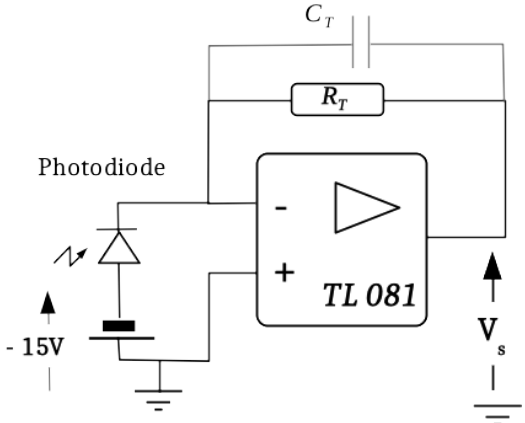 C_T
R_T
Photodiode
-
+
TL 081
- 15V
V_s